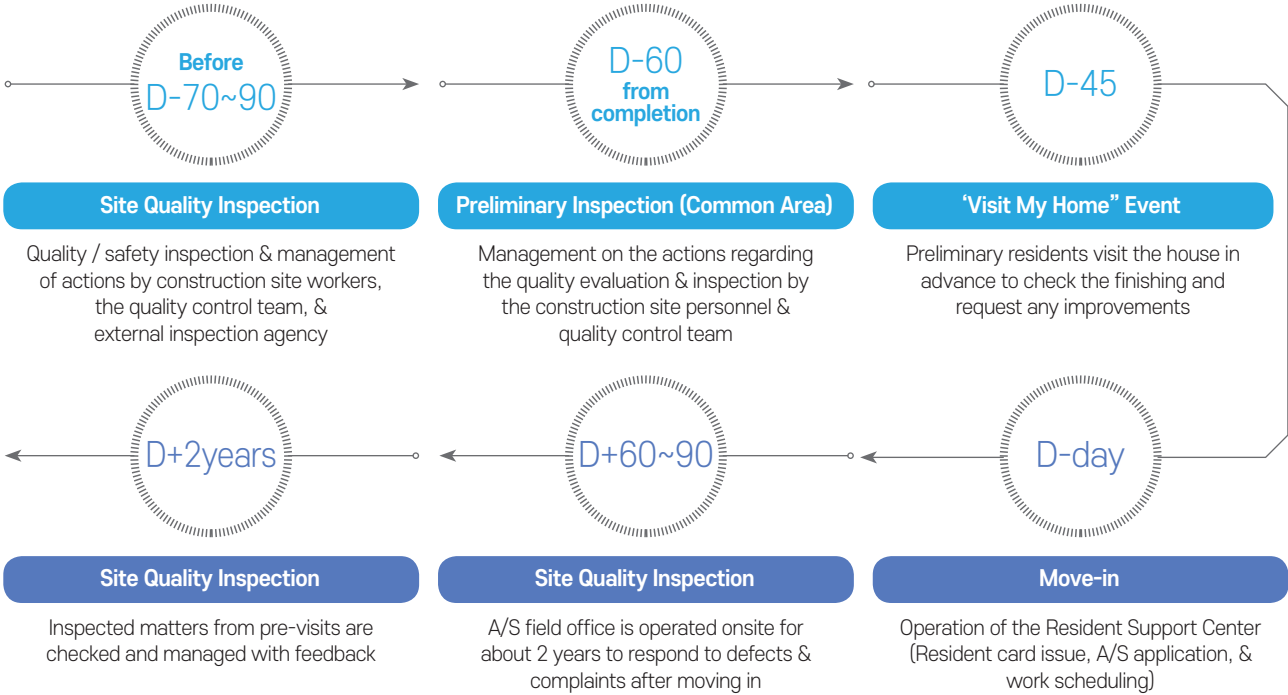 Before
D-70~90
Site Quality Inspection
Quality / safety inspection & management
of actions by construction site workers,
the quality control team, &
external inspection agency
D-60
from
completion
Preliminary Inspection (Common Area)
Management on the actions regarding
the quality evaluation & inspection by
the construction site personnel &
quality control team
D-45
‘Visit My Home” Event
Preliminary residents visit the house in
advance to check the finishing and
request any improvements
D-day
Move-in
Operation of the Resident Support Center
(Resident card issue, A/S application, &
work scheduling)
D+60~90
Site Quality Inspection
A/S field office is operated onsite for
about 2 years to respond to defects &
complaints after moving in
D+2years
Site Quality Inspection
Inspected matters from pre-visits are
checked and managed with feedback